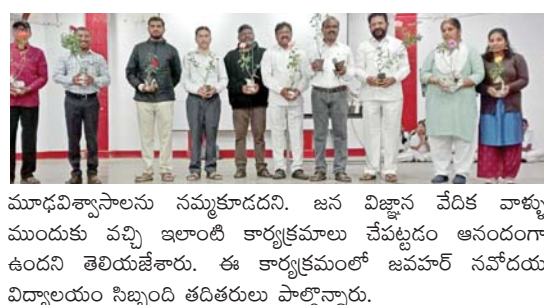 మూఢవిశ్వాసాలను నమ్మకూడదని. జన విజ్ఞాన వేదిక వాళ్ళు
ముందుకు వచ్చి ఇలాంటి కార్యక్రమాలు చేపట్టడం ఆనందంగా
ఉందని తెలియజేశారు. ఈ కార్యక్రమంలో జవహర్ నవోదయ
విద్యాలయం సిబ్బంది తదితరులు పాల్గొన్నారు.